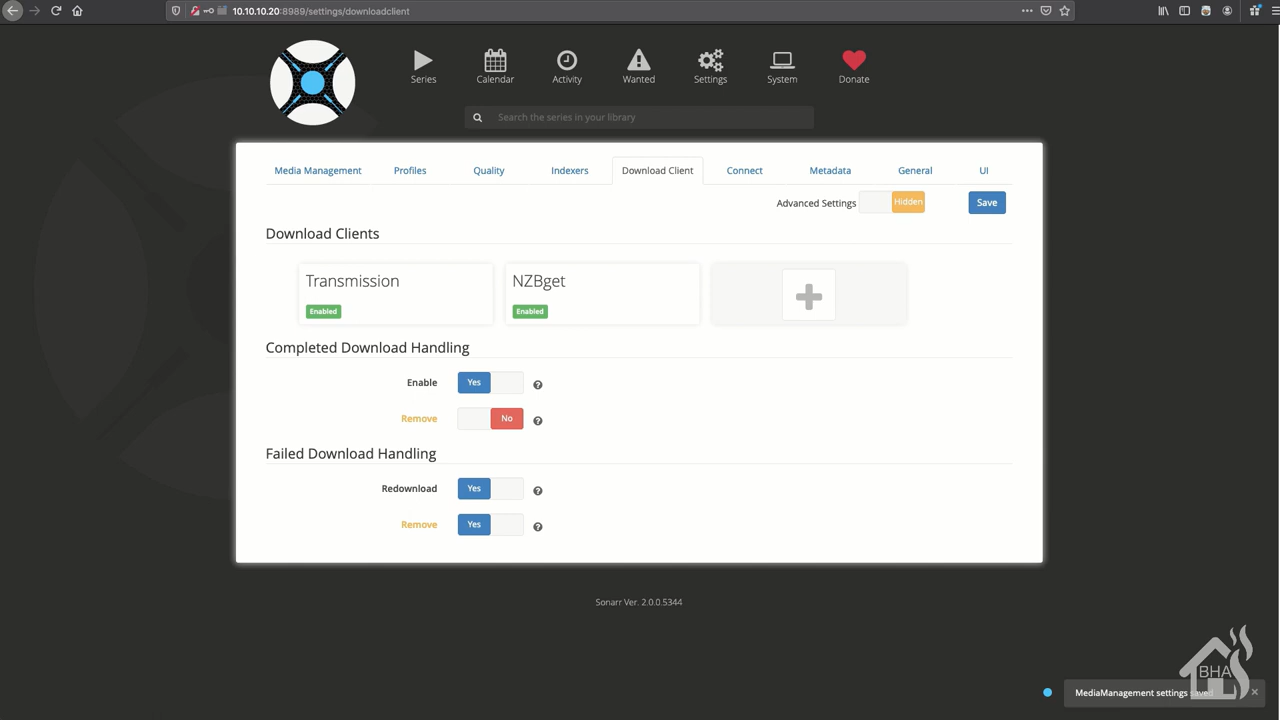 10.10.10.20:8989/settings/downloadclient
Series Calendar Activity Wanted Settings System Donate
Search the series in your library
Media Management Profiles Quality Indexers Download Client Connect Metadata General UI
Advanced Settings Hidden Save
Download Clients
Transmission NZBget
Enabled Enabled
Completed Download Handling
Enable Yes
Remove No
Failed Download Handling
Redownload Yes
Remove Yes
Sonarr Ver. 2.0.0.5344
BHA
MediaManagement settings saved